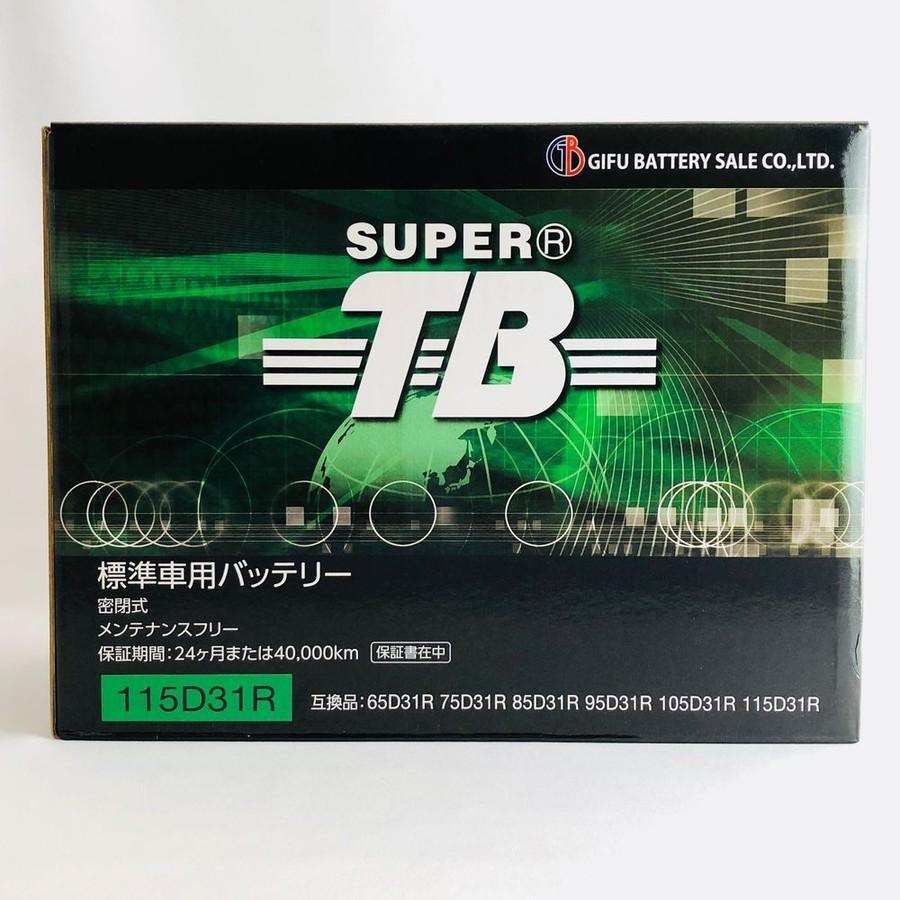 GB GIFU BATTERY SALE CO.,LTD.
SUPER®
TB
標準車用バッテリー
密閉式
メンテナンスフリー
保証期間：24ヶ月または40,000km 保証書在中
115D31R 互換品：65D31R 75D31R 85D31R 95D31R 105D31R 115D31R